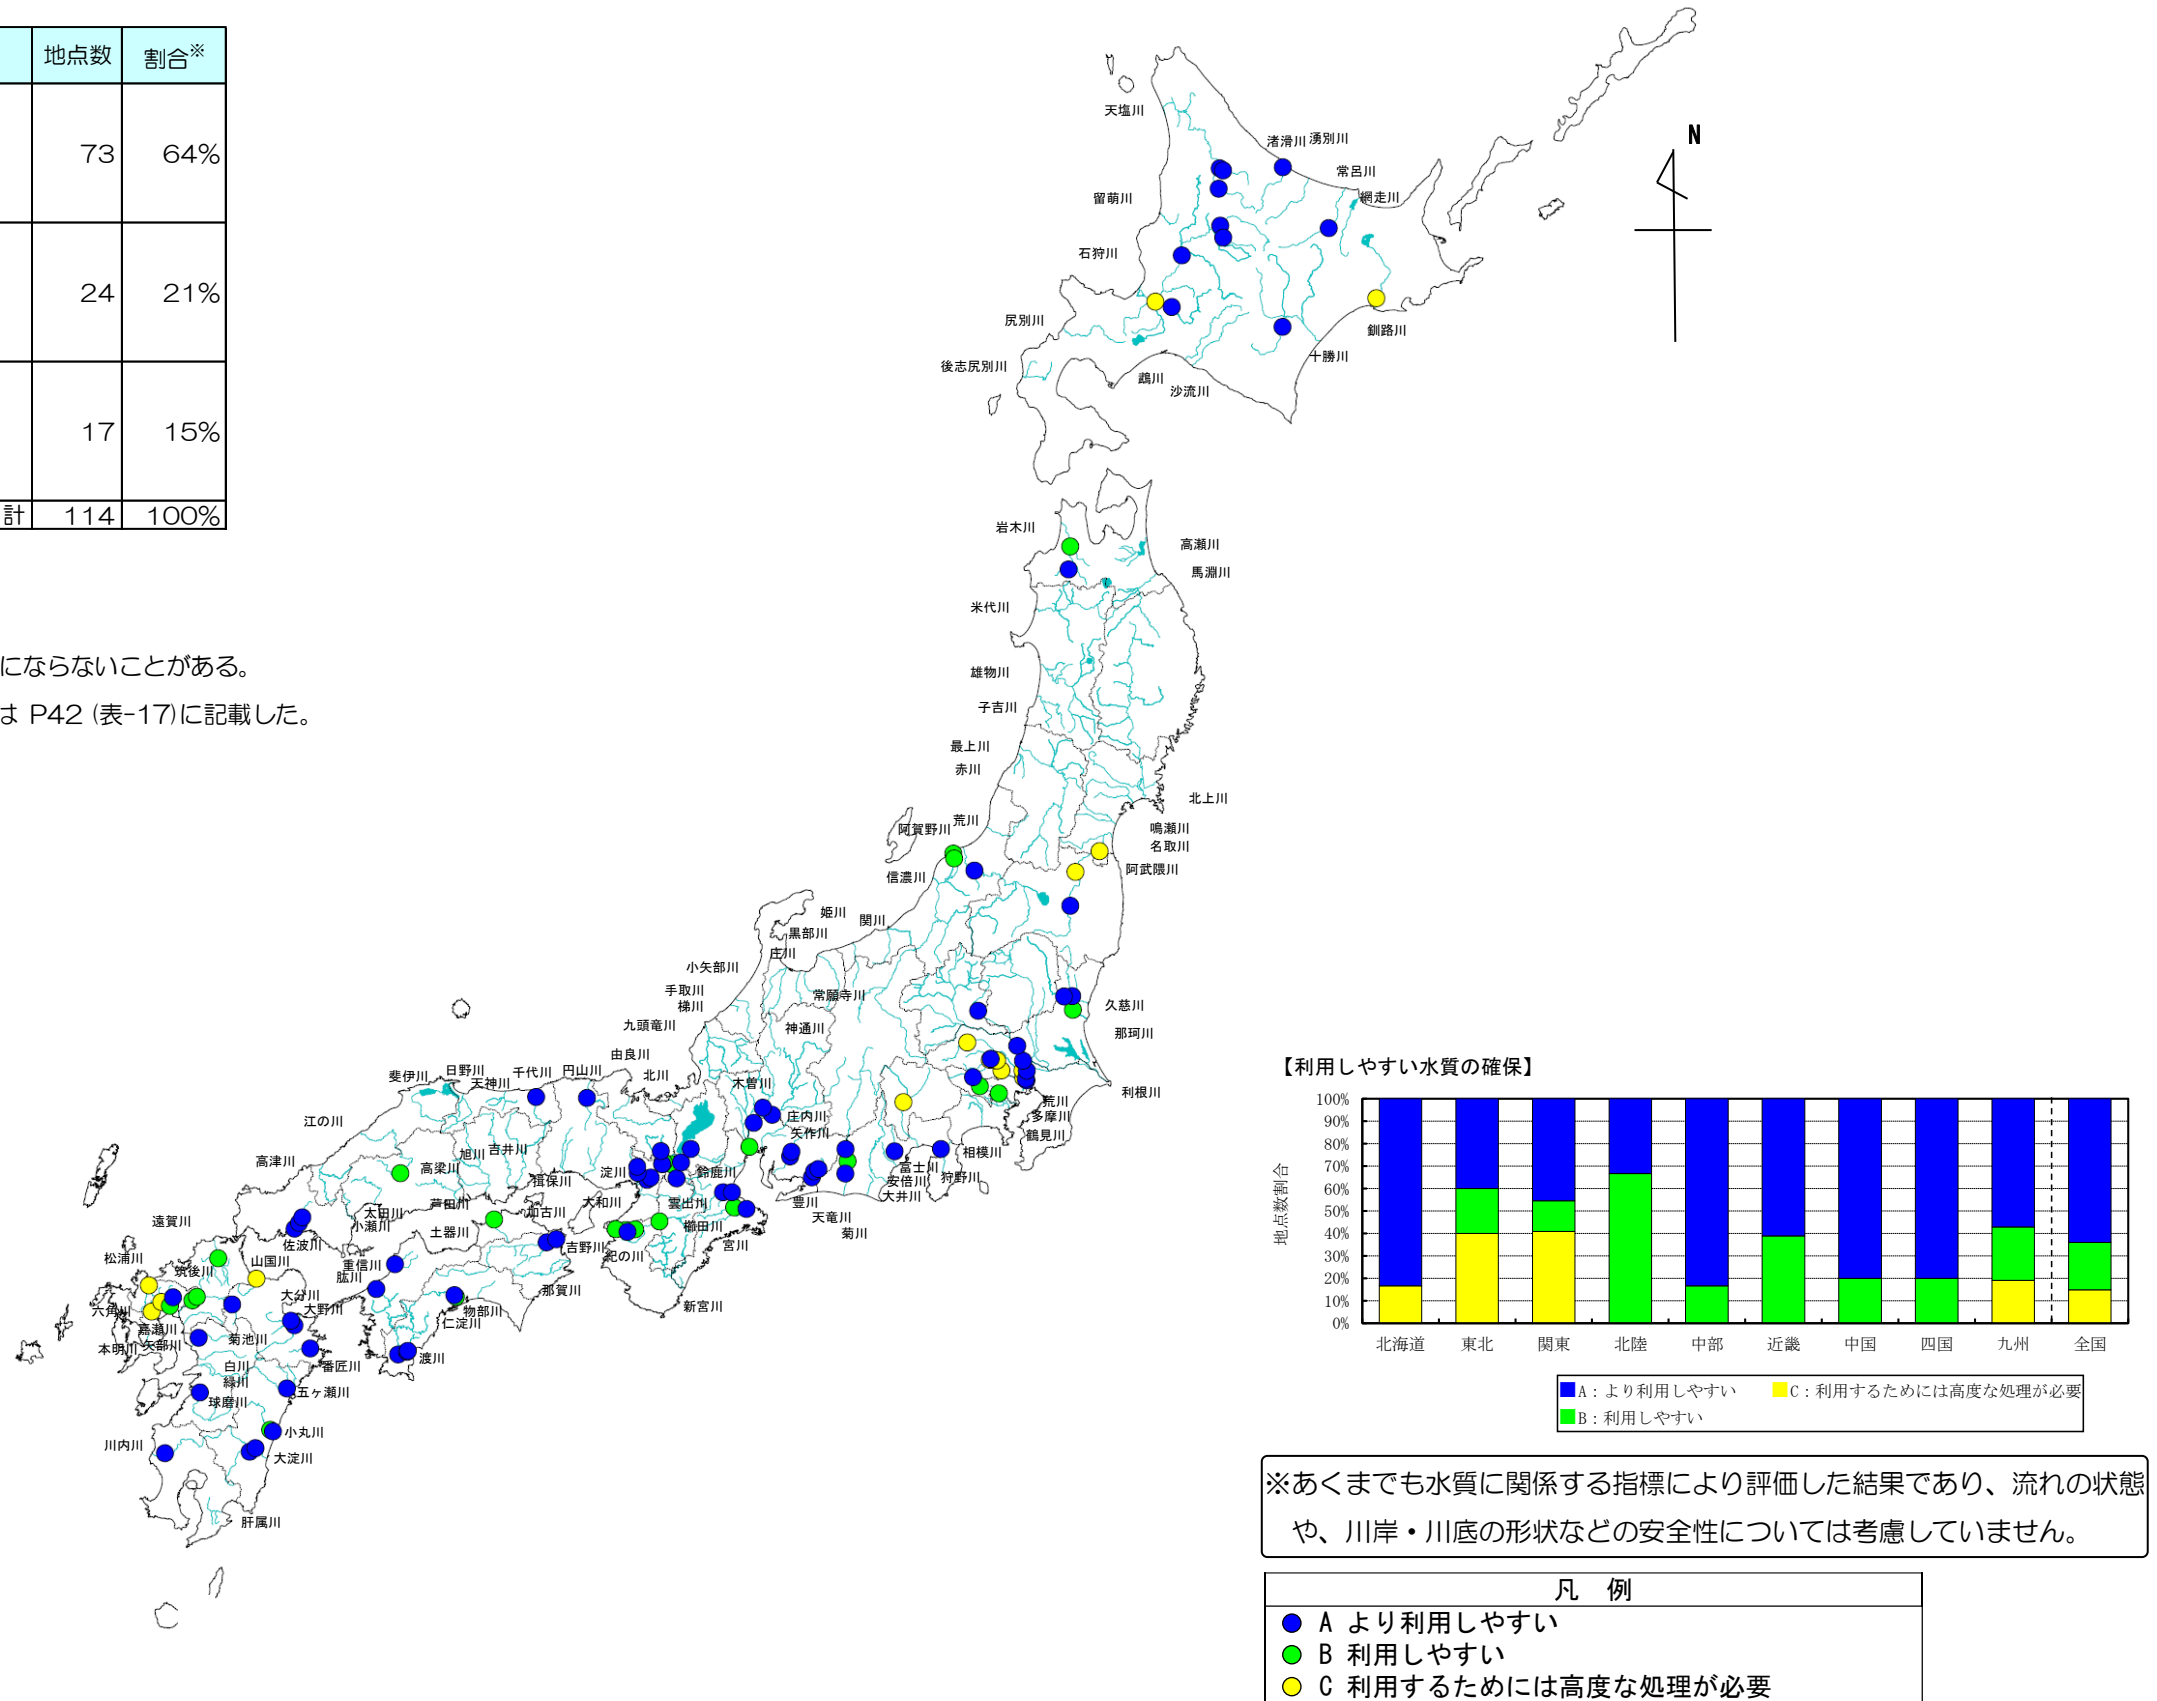 地点数 割合※
73 64%
24 21%
17 15%
計 114 100%
にならないことがある。
は P42 (表-17)に記載した。
N
天塩川
渚滑川 湧別川
常呂川
網走川
留萌川
石狩川
釧路川
尻別川
十勝川
後志尻別川
鵡川
沙流川
岩木川
高瀬川
馬淵川
米代川
雄物川
子吉川
最上川
赤川
北上川
荒川
阿賀野川
鳴瀬川
名取川
阿武隈川
信濃川
姫川
関川
黒部川
庄川
小矢部川
手取川
常願寺川
梯川
久慈川
九頭竜川
神通川
那珂川
由良川
北川
円山川
千代川
日野川
天神川
斐伊川
木曽川
利根川
荒川
多摩川
鶴見川
庄内川
矢作川
江の川
吉井川
旭川
高梁川
高津川
相模川
富士川
狩野川
安倍川
大井川
淀川
鈴鹿川
揖保川
芦田川
加古川
大和川
雲出川
豊川
天竜川
菊川
太田川
小瀬川
土器川
櫛田川
宮川
遠賀川
佐波川
吉野川
紀の川
松浦川
山国川
筑後川
重信川
肱川
那賀川
新宮川
大分川
大野川
物部川
仁淀川
六角川
嘉瀬川
菊池川
本明川
矢部川
渡川
番匠川
白川
緑川
五ヶ瀬川
球磨川
小丸川
川内川
大淀川
肝属川
【利用しやすい水質の確保】
地点数割合
100%
90%
80%
70%
60%
50%
40%
30%
20%
10%
0%
北海道 東北 関東 北陸 中部 近畿 中国 四国 九州 全国
A：より利用しやすい C：利用するためには高度な処理が必要
B：利用しやすい
※あくまでも水質に関係する指標により評価した結果であり、流れの状態
や、川岸・川底の形状などの安全性については考慮していません。
凡 例
A より利用しやすい
B 利用しやすい
C 利用するためには高度な処理が必要